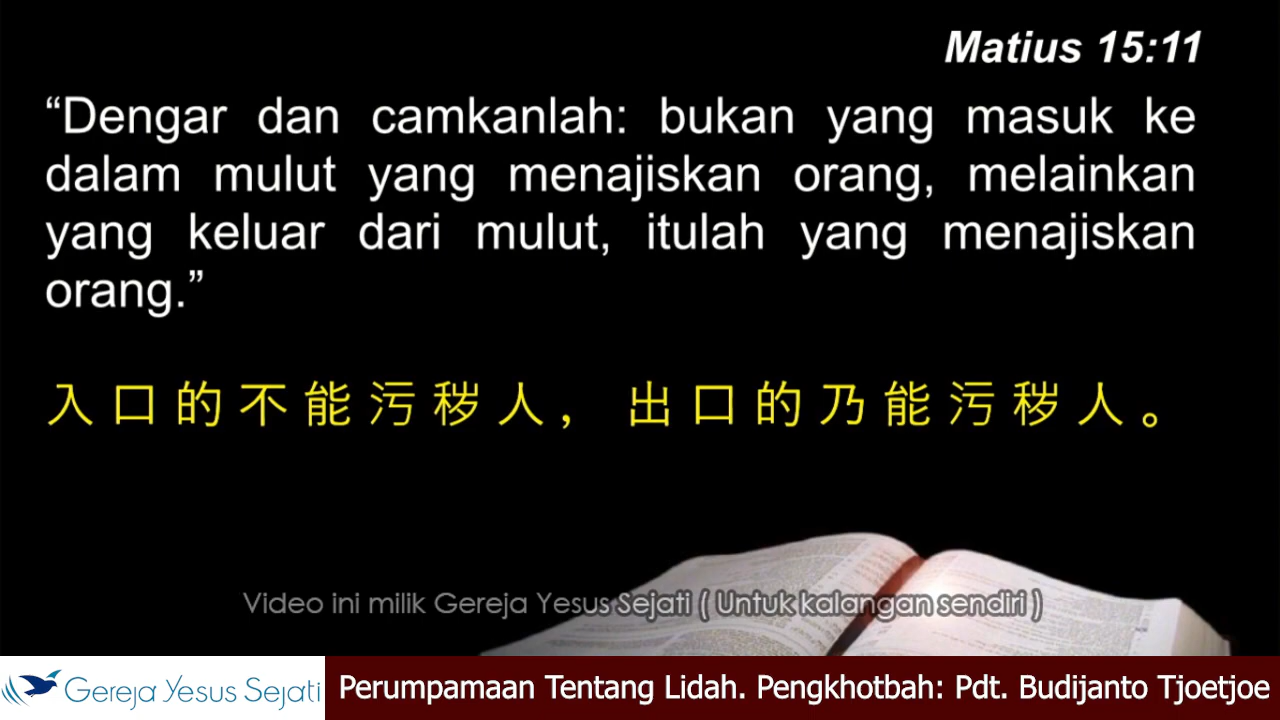 Matius 15:11
“Dengar dan camkanlah: bukan yang masuk ke
dalam mulut yang menajiskan orang, melainkan
yang keluar dari mulut, itulah yang menajiskan
orang.”
入口的不能污秽人，出口的乃能污秽人。
Video ini milik Gereja Yesus Sejati ( Untuk kalangan sendiri )
Gereja Yesus Sejati
Perumpamaan Tentang Lidah. Pengkhotbah: Pdt. Budijanto Tjoetjoe